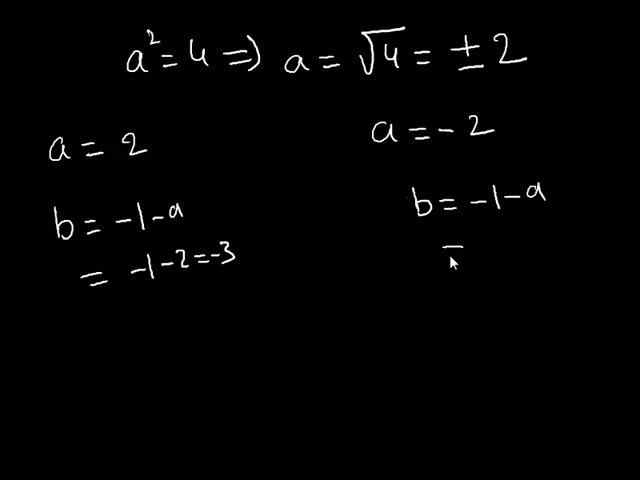 a² = 4 => a = √4 = ± 2
a = 2
b = -1 - a
= -1 - 2 = -3
a = - 2
b = -1 - a